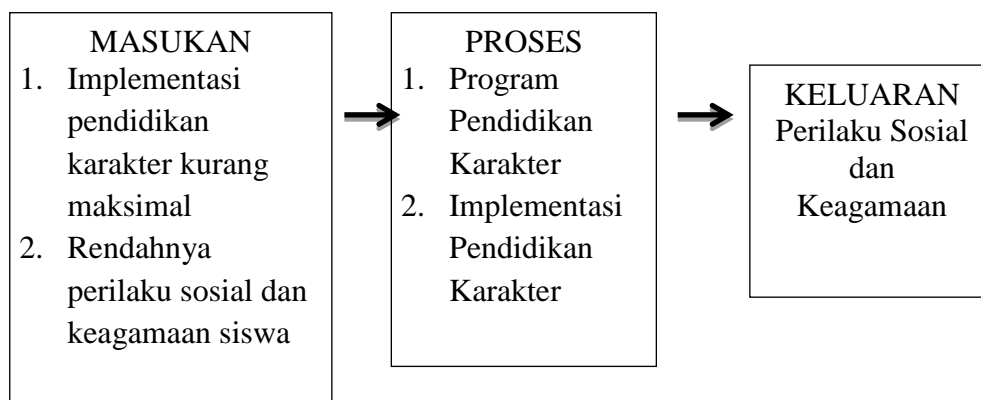 MASUKAN
1. Implementasi
pendidikan
karakter kurang
maksimal
2. Rendahnya
perilaku sosial dan
keagamaan siswa
PROSES
1. Program
Pendidikan
Karakter
2. Implementasi
Pendidikan
Karakter
KELUARAN
Perilaku Sosial
dan
Keagamaan